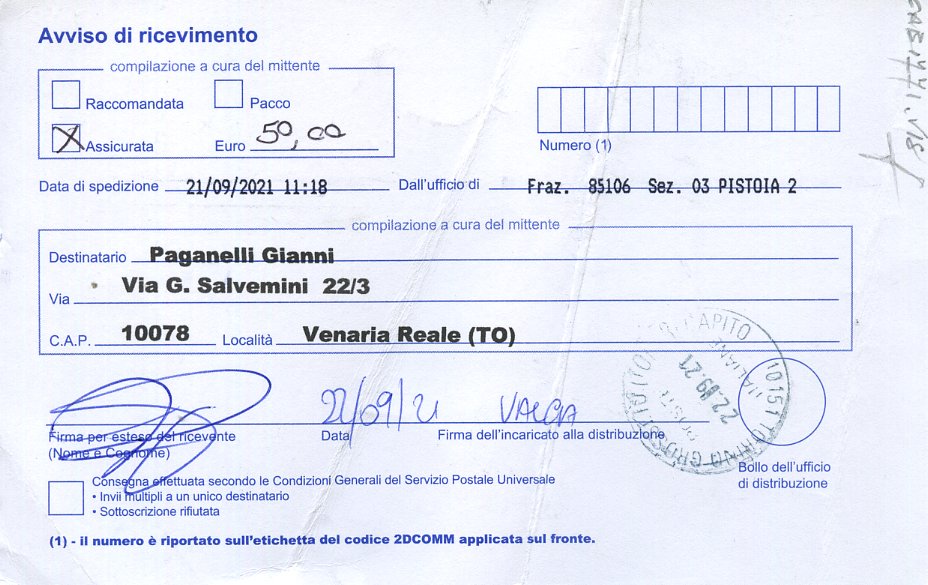 Avviso di ricevimento
compilazione a cura del mittente
Raccomandata Pacco
X Assicurata Euro 50,00
Numero (1)
Data di spedizione 21/09/2021 11:18 Dall'ufficio di Fraz. 85106 Sez. 03 PISTOIA 2
compilazione a cura del mittente
Destinatario Paganelli Gianni
Via Via G. Salvemini 22/3
C.A.P. 10078 Località Venaria Reale (TO)
22/09/21
Firma per esteso del ricevente Data Firma dell'incaricato alla distribuzione
(Nome e Cognome)
10151 TORINO
22.09.21
Bollo dell'ufficio
di distribuzione
Consegna effettuata secondo le Condizioni Generali del Servizio Postale Universale
• Invii multipli a un unico destinatario
• Sottoscrizione rifiutata
(1) - il numero è riportato sull'etichetta del codice 2DCOMM applicata sul fronte.